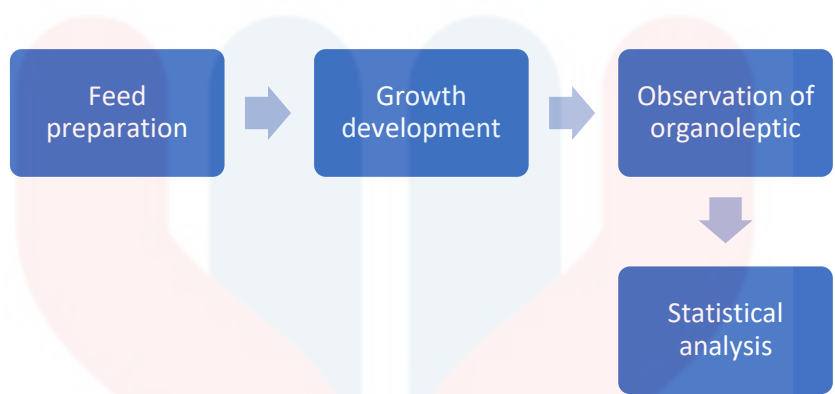 Feed
preparation
Growth
development
Observation of
organoleptic
Statistical
analysis